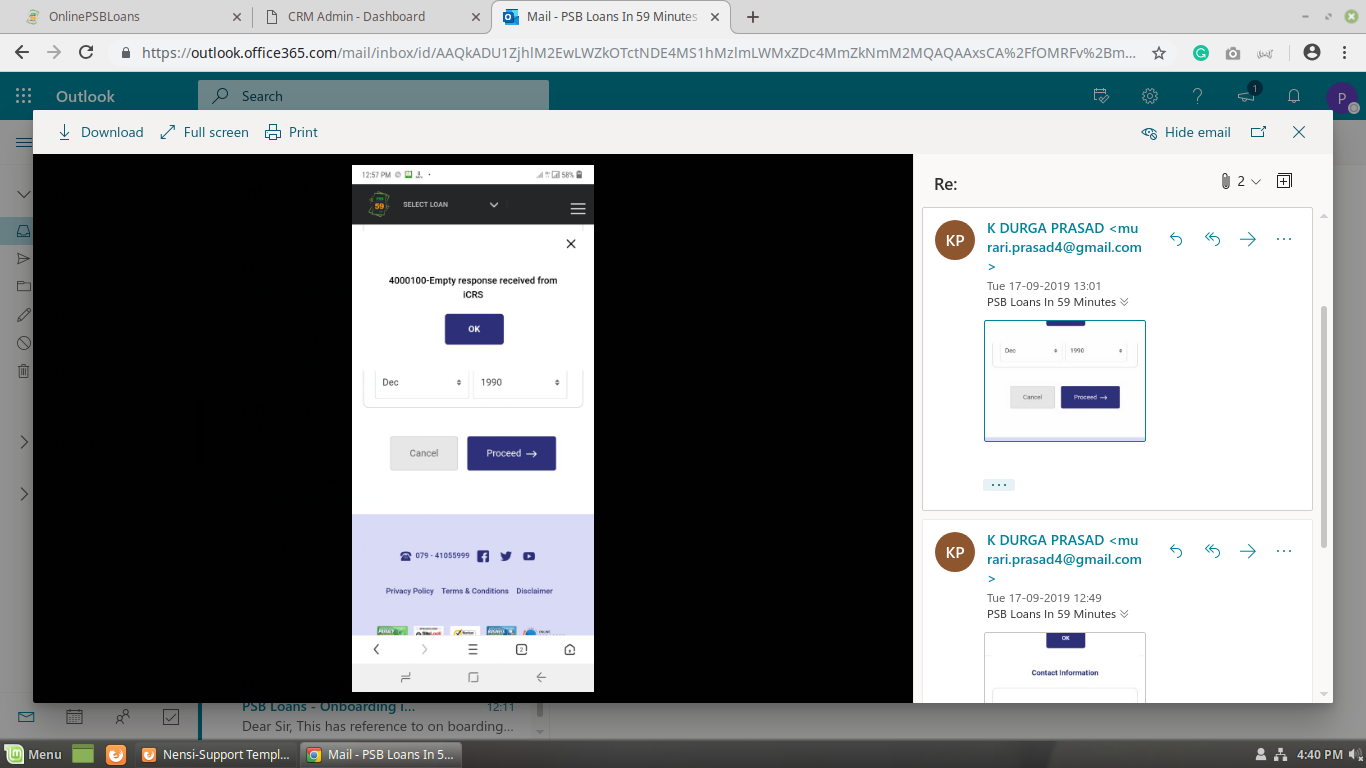 OnlinePSBLoans
CRM Admin - Dashboard
Mail - PSB Loans In 59 Minutes
https://outlook.office365.com/mail/inbox/id/AAQkADU1ZjhlM2EwLWZkOTctNDE4MS1hMzlmLWMxZDc4MmZkNmM2MQAQAAxsCA%2FfOMRFv%2Bm...
Outlook
Search
1
P
Download
Full screen
Print
Hide email
12:57 PM
58%
59
SELECT LOAN
4000100-Empty response received from
iCRS
OK
Dec
1990
Cancel
Proceed
079 - 41055999
Privacy Policy Terms & Conditions Disclaimer
2
Re:
2
KP
K DURGA PRASAD <mu
rari.prasad4@gmail.com
>
Tue 17-09-2019 13:01
PSB Loans In 59 Minutes
Dec
1990
Cancel
Proceed
...
KP
K DURGA PRASAD <mu
rari.prasad4@gmail.com
>
Tue 17-09-2019 12:49
PSB Loans In 59 Minutes
OK
Contact Information
PSB Loans - Onboarding i...
12:11
Dear Sir, This has reference to on boarding...
Menu
Nensi-Support Templ...
Mail - PSB Loans In 5...
4:40 PM